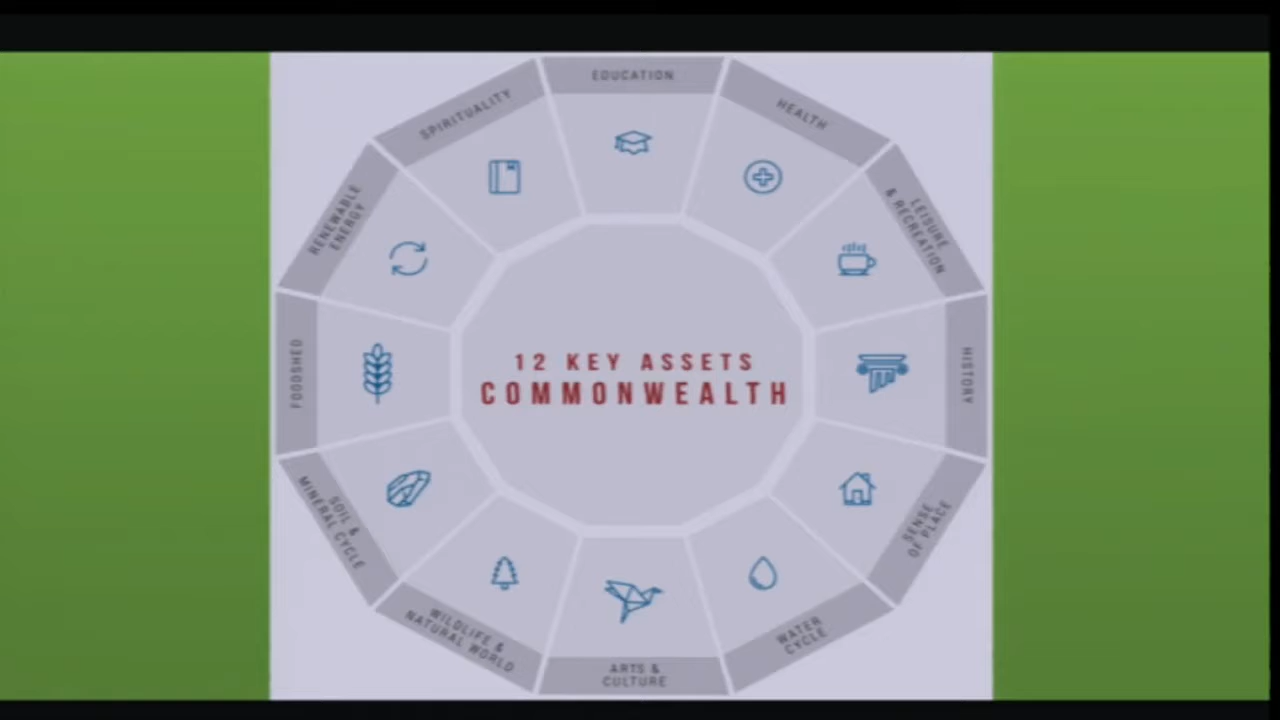 EDUCATION
HEALTH
LEISURE
& RECREATION
HISTORY
SENSE
OF PLACE
WATER
CYCLE
ARTS &
CULTURE
WILDLIFE &
NATURAL WORLD
SOIL &
MINERAL CYCLE
FOODSHED
RENEWABLE
ENERGY
SPIRITUALITY
12 KEY ASSETS
COMMONWEALTH